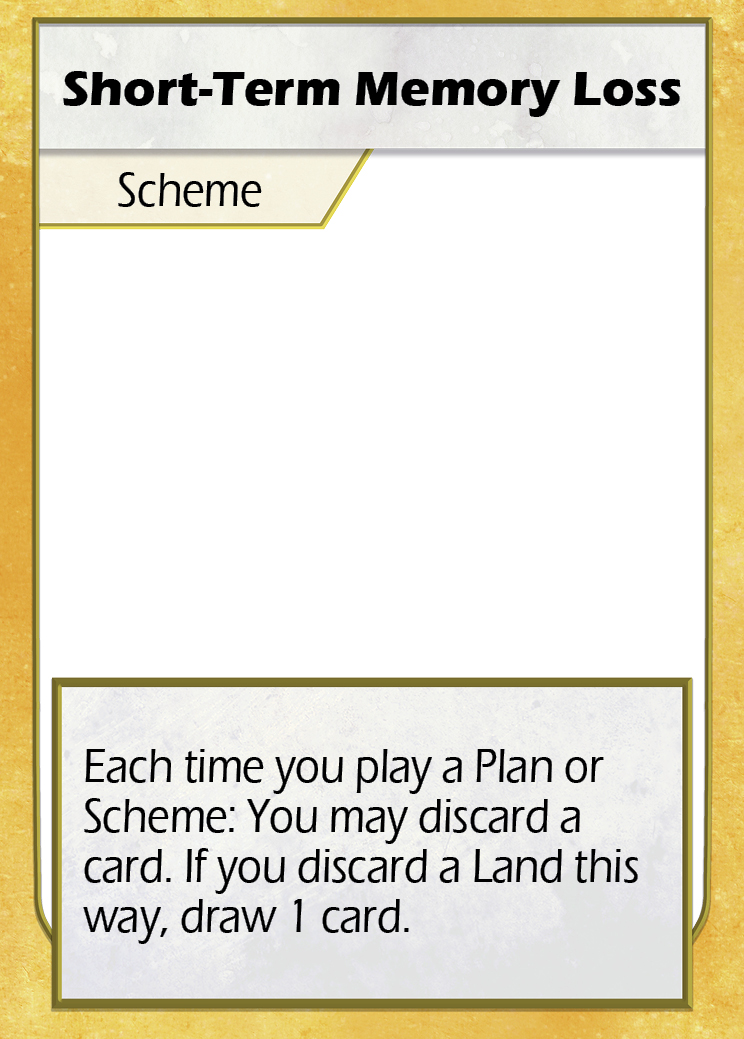 Short-Term Memory Loss
Scheme
Each time you play a Plan or
Scheme: You may discard a
card. If you discard a Land this
way, draw 1 card.